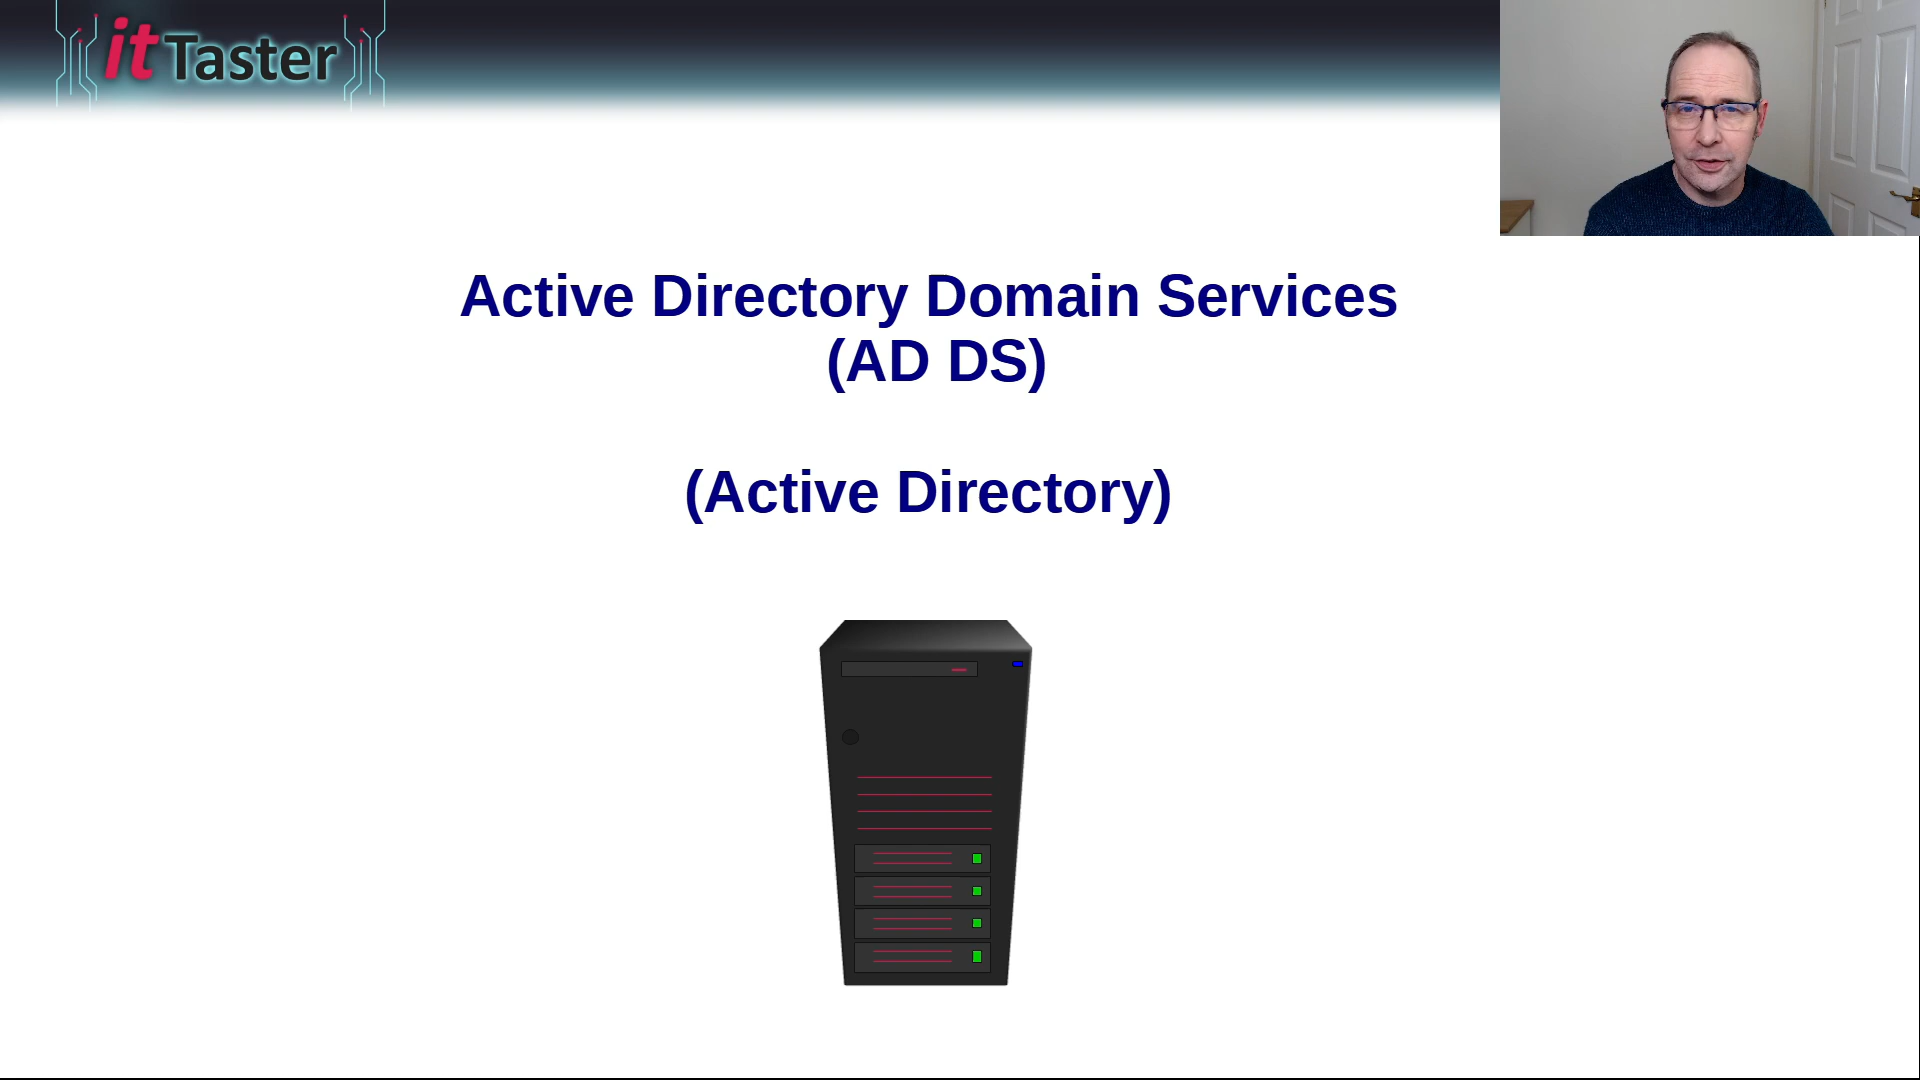 itTaster
Active Directory Domain Services
(AD DS)
(Active Directory)